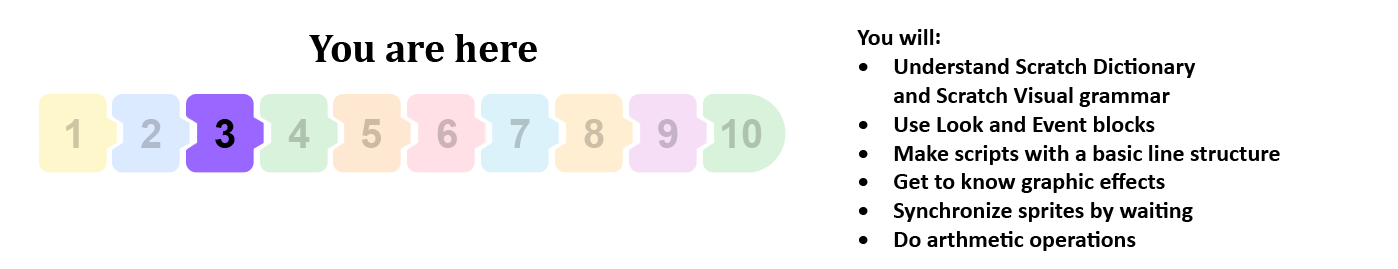 You are here
1 2 3 4 5 6 7 8 9 10
You will:
• Understand Scratch Dictionary
and Scratch Visual grammar
• Use Look and Event blocks
• Make scripts with a basic line structure
• Get to know graphic effects
• Synchronize sprites by waiting
• Do arthmetic operations